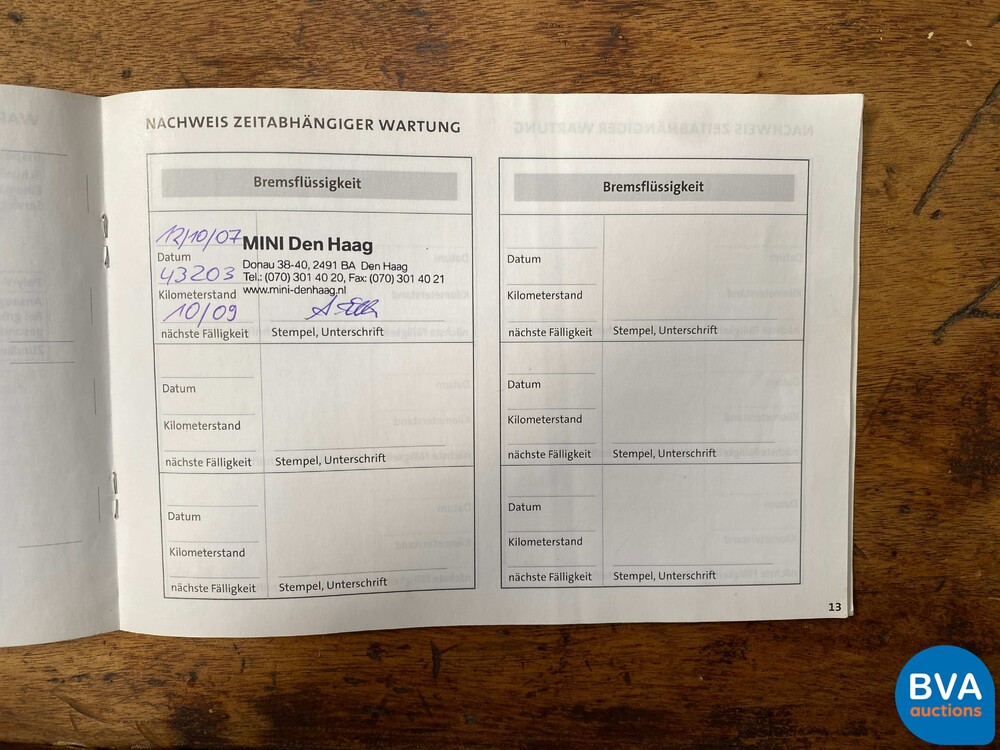 NACHWEIS ZEITABHÄNGIGER WARTUNG
Bremsflüssigkeit
12/10/07
Datum
43203
Kilometerstand
10/09
nächste Fälligkeit
MINI Den Haag
Donau 38-40, 2491 BA Den Haag
Tel.: (070) 301 40 20, Fax: (070) 301 40 21
www.mini-denhaag.nl
Stempel, Unterschrift
Datum
Kilometerstand
nächste Fälligkeit
Stempel, Unterschrift
Datum
Kilometerstand
nächste Fälligkeit
Stempel, Unterschrift
Bremsflüssigkeit
Datum
Kilometerstand
nächste Fälligkeit
Stempel, Unterschrift
Datum
Kilometerstand
nächste Fälligkeit
Stempel, Unterschrift
Datum
Kilometerstand
nächste Fälligkeit
Stempel, Unterschrift
13
BVA
auctions